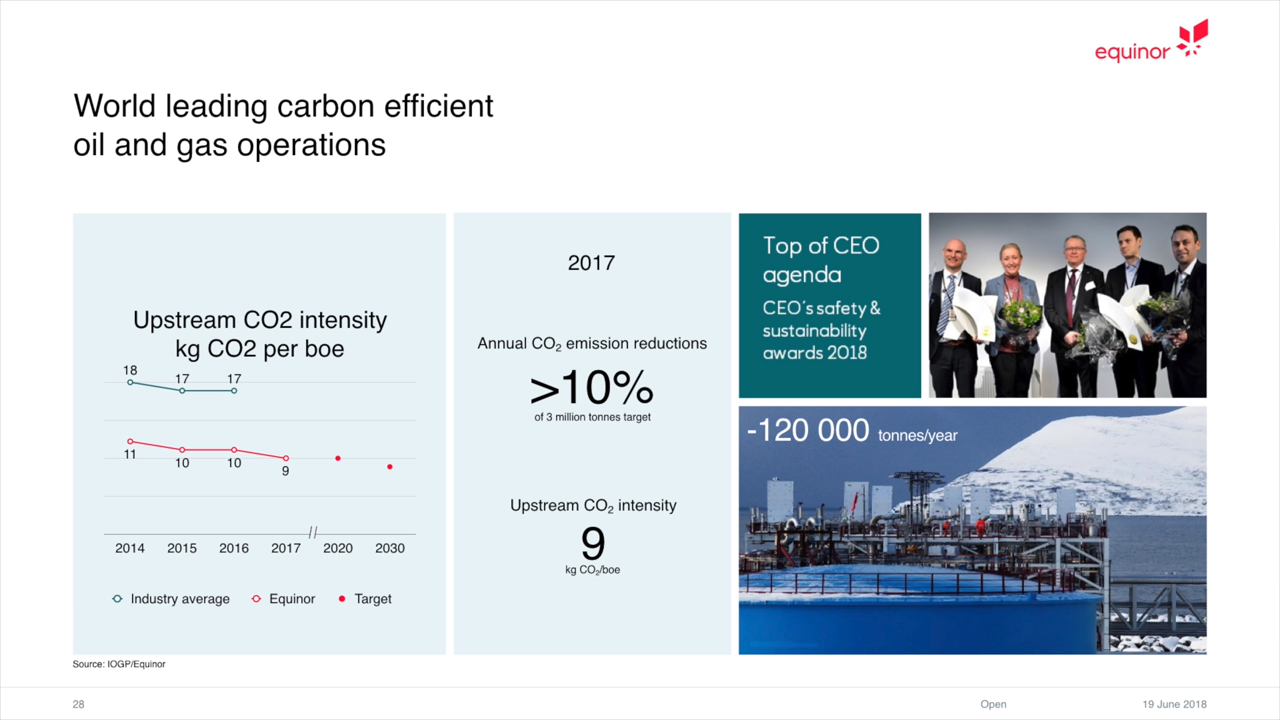 equinor
World leading carbon efficient
oil and gas operations
Upstream CO2 intensity
kg CO2 per boe
18
17
17
11
10
10
9
//
2014 2015 2016 2017 2020 2030
Industry average Equinor Target
2017
Annual CO₂ emission reductions
>10%
of 3 million tonnes target
Upstream CO₂ intensity
9
kg CO₂/boe
Top of CEO
agenda
CEO´s safety &
sustainability
awards 2018
-120 000 tonnes/year
Source: IOGP/Equinor
28
Open
19 June 2018